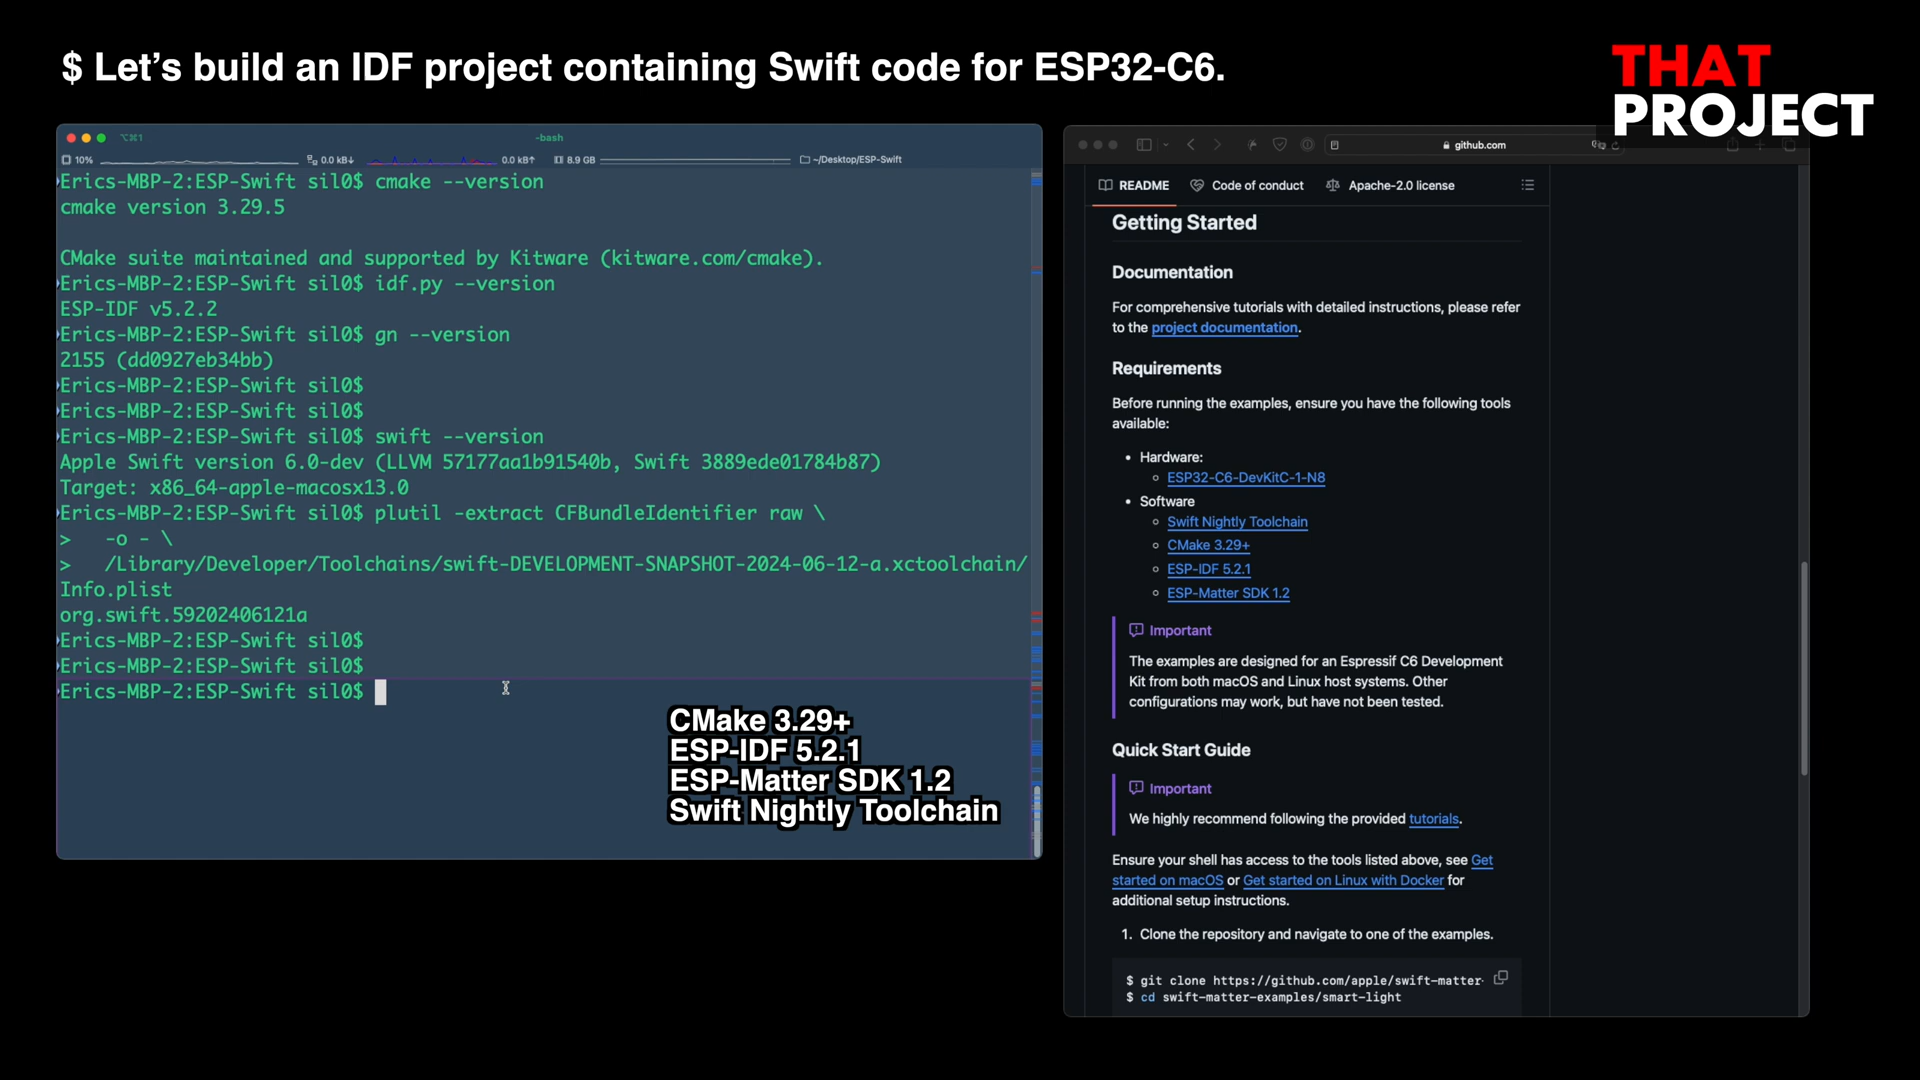 $ Let’s build an IDF project containing Swift code for ESP32-C6.
THAT
PROJECT
⌥⌘1
-bash
10%
0.0 kB↓
0.0 kB↑
8.9 GB
~/Desktop/ESP-Swift
Erics-MBP-2:ESP-Swift sil0$ cmake --version
cmake version 3.29.5
CMake suite maintained and supported by Kitware (kitware.com/cmake).
Erics-MBP-2:ESP-Swift sil0$ idf.py --version
ESP-IDF v5.2.2
Erics-MBP-2:ESP-Swift sil0$ gn --version
2155 (dd0927eb34bb)
Erics-MBP-2:ESP-Swift sil0$
Erics-MBP-2:ESP-Swift sil0$
Erics-MBP-2:ESP-Swift sil0$ swift --version
Apple Swift version 6.0-dev (LLVM 57177aa1b91540b, Swift 3889ede01784b87)
Target: x86_64-apple-macosx13.0
Erics-MBP-2:ESP-Swift sil0$ plutil -extract CFBundleIdentifier raw \
>   -o - \
>   /Library/Developer/Toolchains/swift-DEVELOPMENT-SNAPSHOT-2024-06-12-a.xctoolchain/
Info.plist
org.swift.59202406121a
Erics-MBP-2:ESP-Swift sil0$
Erics-MBP-2:ESP-Swift sil0$
Erics-MBP-2:ESP-Swift sil0$
CMake 3.29+
ESP-IDF 5.2.1
ESP-Matter SDK 1.2
Swift Nightly Toolchain
github.com
README
Code of conduct
Apache-2.0 license
Getting Started
Documentation
For comprehensive tutorials with detailed instructions, please refer
to the project documentation.
Requirements
Before running the examples, ensure you have the following tools
available:
• Hardware:
◦ ESP32-C6-DevKitC-1-N8
• Software
◦ Swift Nightly Toolchain
◦ CMake 3.29+
◦ ESP-IDF 5.2.1
◦ ESP-Matter SDK 1.2
Important
The examples are designed for an Espressif C6 Development
Kit from both macOS and Linux host systems. Other
configurations may work, but have not been tested.
Quick Start Guide
Important
We highly recommend following the provided tutorials.
Ensure your shell has access to the tools listed above, see Get
started on macOS or Get started on Linux with Docker for
additional setup instructions.
1. Clone the repository and navigate to one of the examples.
$ git clone https://github.com/apple/swift-matter-
$ cd swift-matter-examples/smart-light